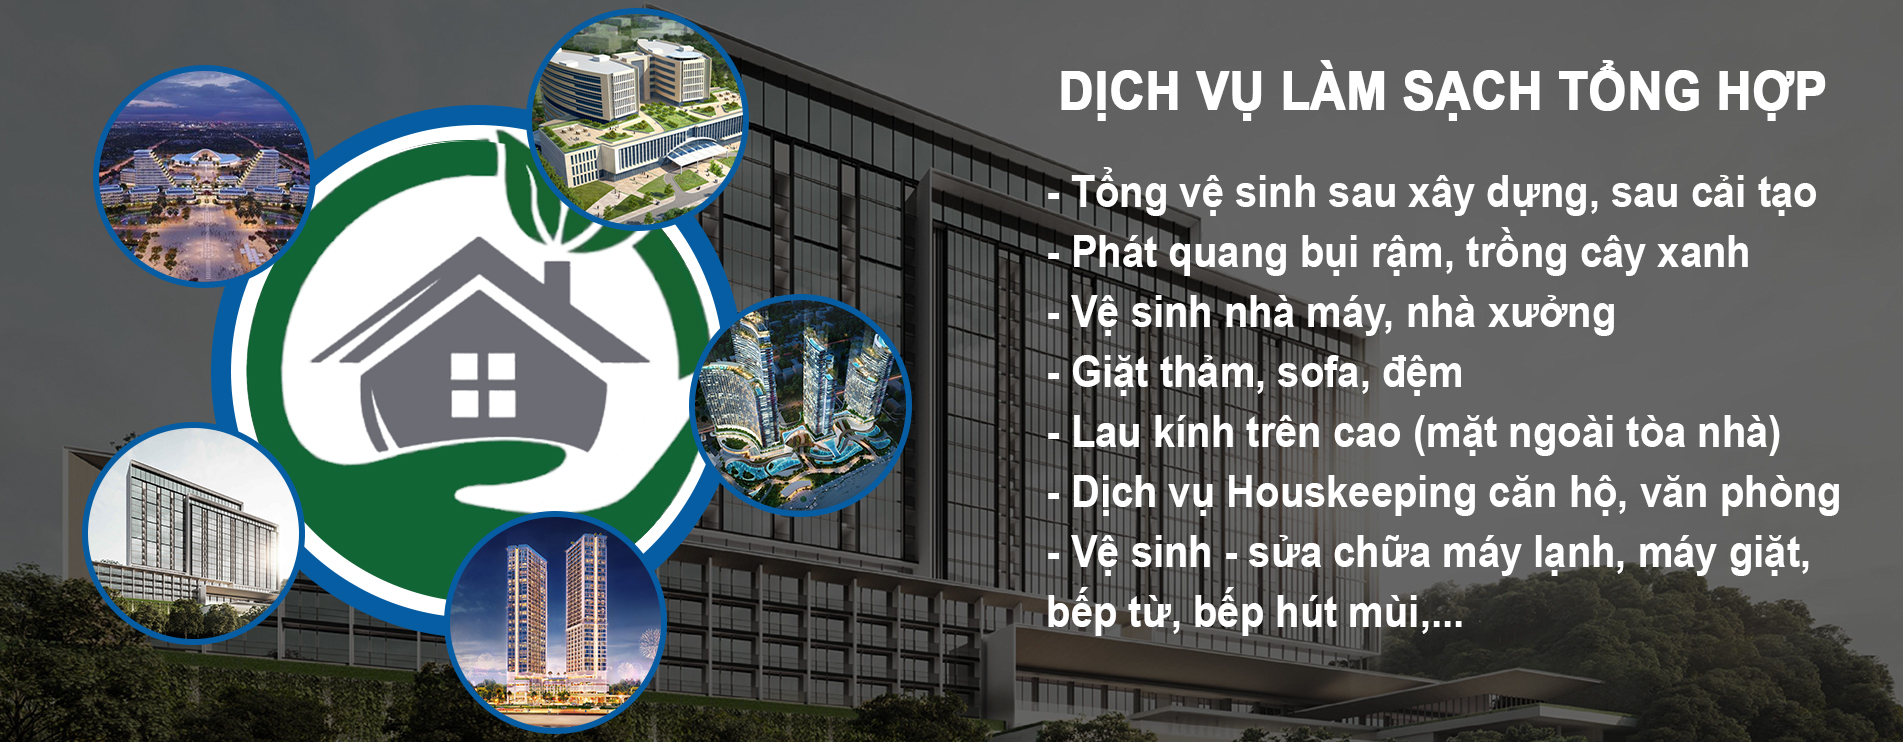 DỊCH VỤ LÀM SẠCH TỔNG HỢP
- Tổng vệ sinh sau xây dựng, sau cải tạo
- Phát quang bụi rậm, trồng cây xanh
- Vệ sinh nhà máy, nhà xưởng
- Giặt thảm, sofa, đệm
- Lau kính trên cao (mặt ngoài tòa nhà)
- Dịch vụ Houskeeping căn hộ, văn phòng
- Vệ sinh - sửa chữa máy lạnh, máy giặt,
bếp từ, bếp hút mùi,...